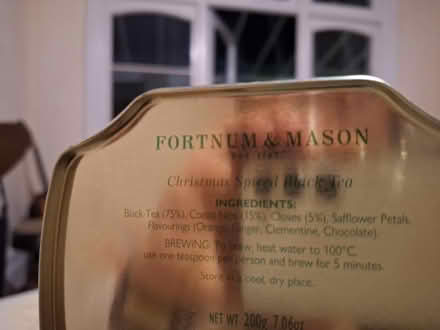 FORTNUM & MASON
EST 1707
Christmas Spiced Black Tea
INGREDIENTS:
Black Tea (75%), Cocoa Nibs (15%), Cloves (5%), Safflower Petals,
Flavourings (Orange, Ginger, Clementine, Chocolate).
BREWING: To brew, heat water to 100°C,
use one teaspoon per person and brew for 5 minutes.
Store in a cool, dry place.
NET WT. 200g 7.06oz